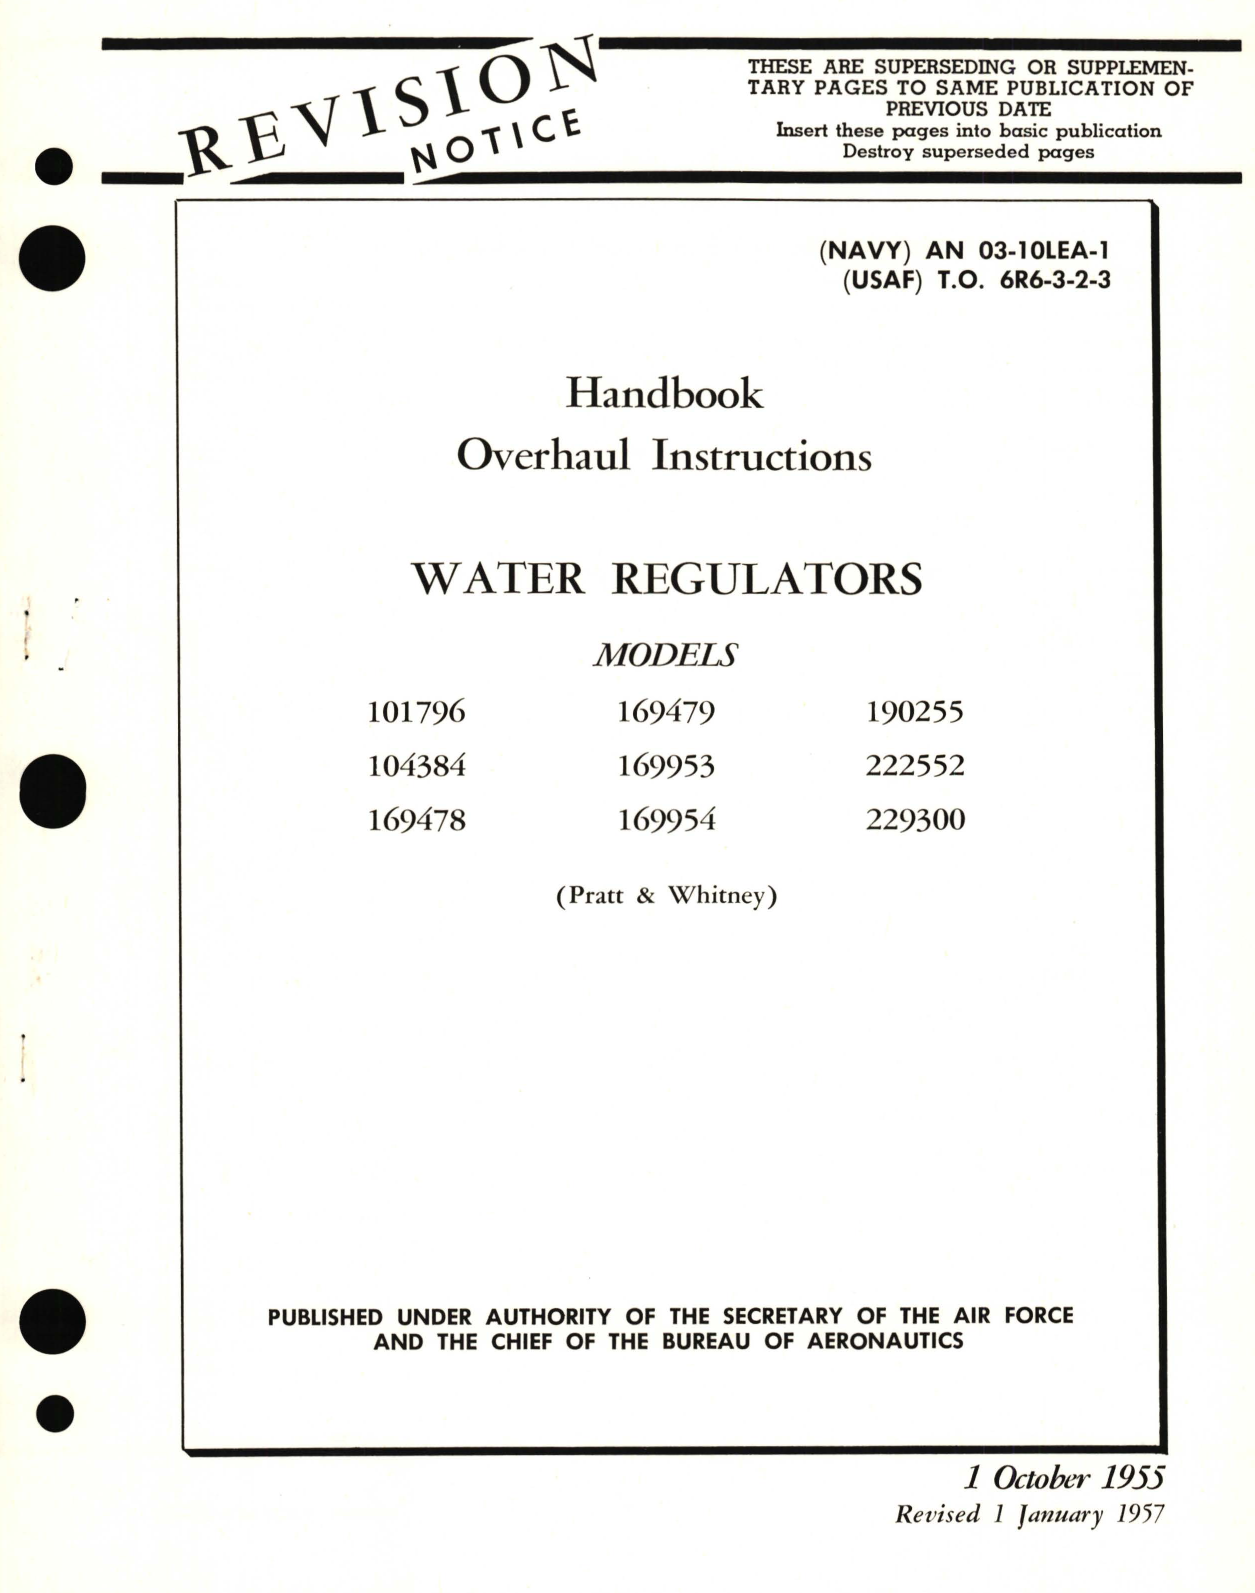 REVISION
NOTICE
THESE ARE SUPERSEDING OR SUPPLEMEN-
TARY PAGES TO SAME PUBLICATION OF
PREVIOUS DATE
Insert these pages into basic publication
Destroy superseded pages
(NAVY) AN 03-10LEA-1
(USAF) T.O. 6R6-3-2-3
Handbook
Overhaul Instructions
WATER REGULATORS
MODELS
101796 169479 190255
104384 169953 222552
169478 169954 229300
(Pratt & Whitney)
PUBLISHED UNDER AUTHORITY OF THE SECRETARY OF THE AIR FORCE
AND THE CHIEF OF THE BUREAU OF AERONAUTICS
1 October 1955
Revised 1 January 1957